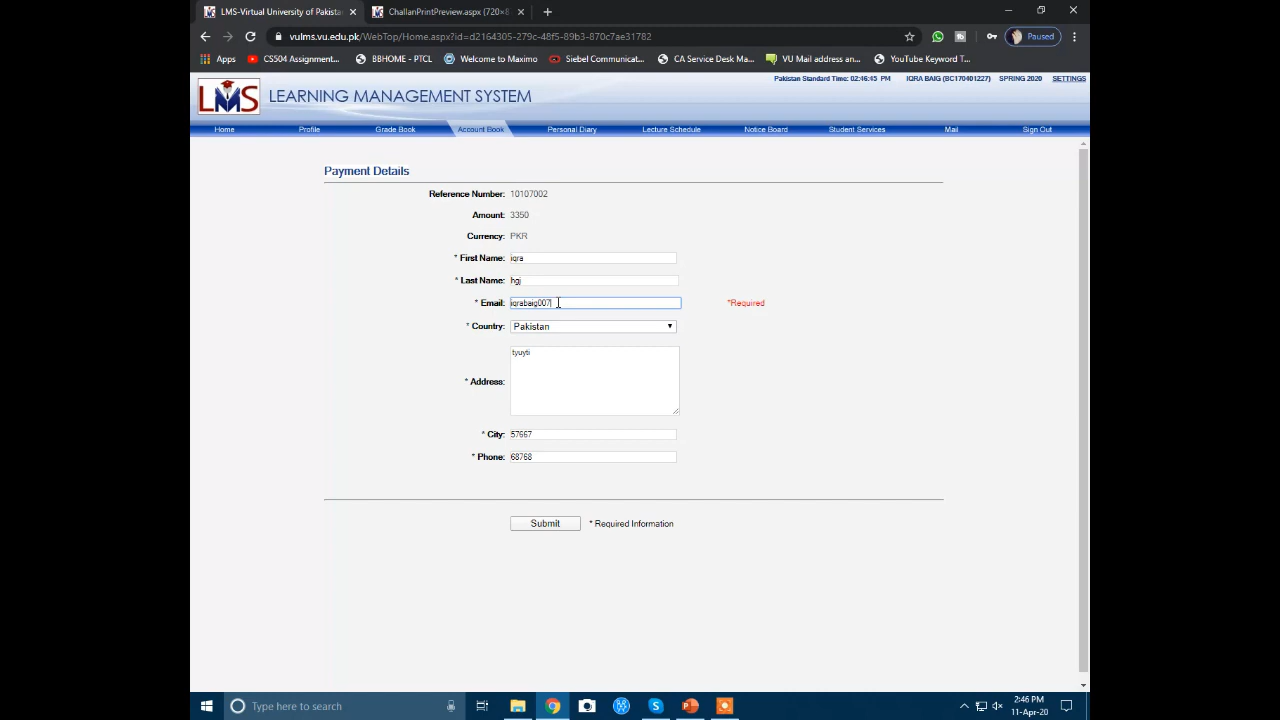 LMS-Virtual University of Pakista
ChallanPrintPreview.aspx (720×8
vulms.vu.edu.pk/WebTop/Home.aspx?id=d2164305-279c-48f5-89b3-870c7ae31782
Paused
Apps
CS504 Assignment...
BBHOME - PTCL
Welcome to Maximo
Siebel Communicat...
CA Service Desk Ma...
VU Mail address an...
YouTube Keyword T...
LMS
LEARNING MANAGEMENT SYSTEM
Pakistan Standard Time: 02:46:45 PM IQRA BAIG (BC170401227) SPRING 2020 SETTINGS
Home Profile Grade Book Account Book Personal Diary Lecture Schedule Notice Board Student Services Mail Sign Out
Payment Details
Reference Number: 10107002
Amount: 3350
Currency: PKR
* First Name: iqra
* Last Name: hgj
* Email: iqrabaig007 *Required
* Country: Pakistan
* Address: tyuyti
* City: 57667
* Phone: 68768
Submit * Required Information
Type here to search
2:46 PM
11-Apr-20